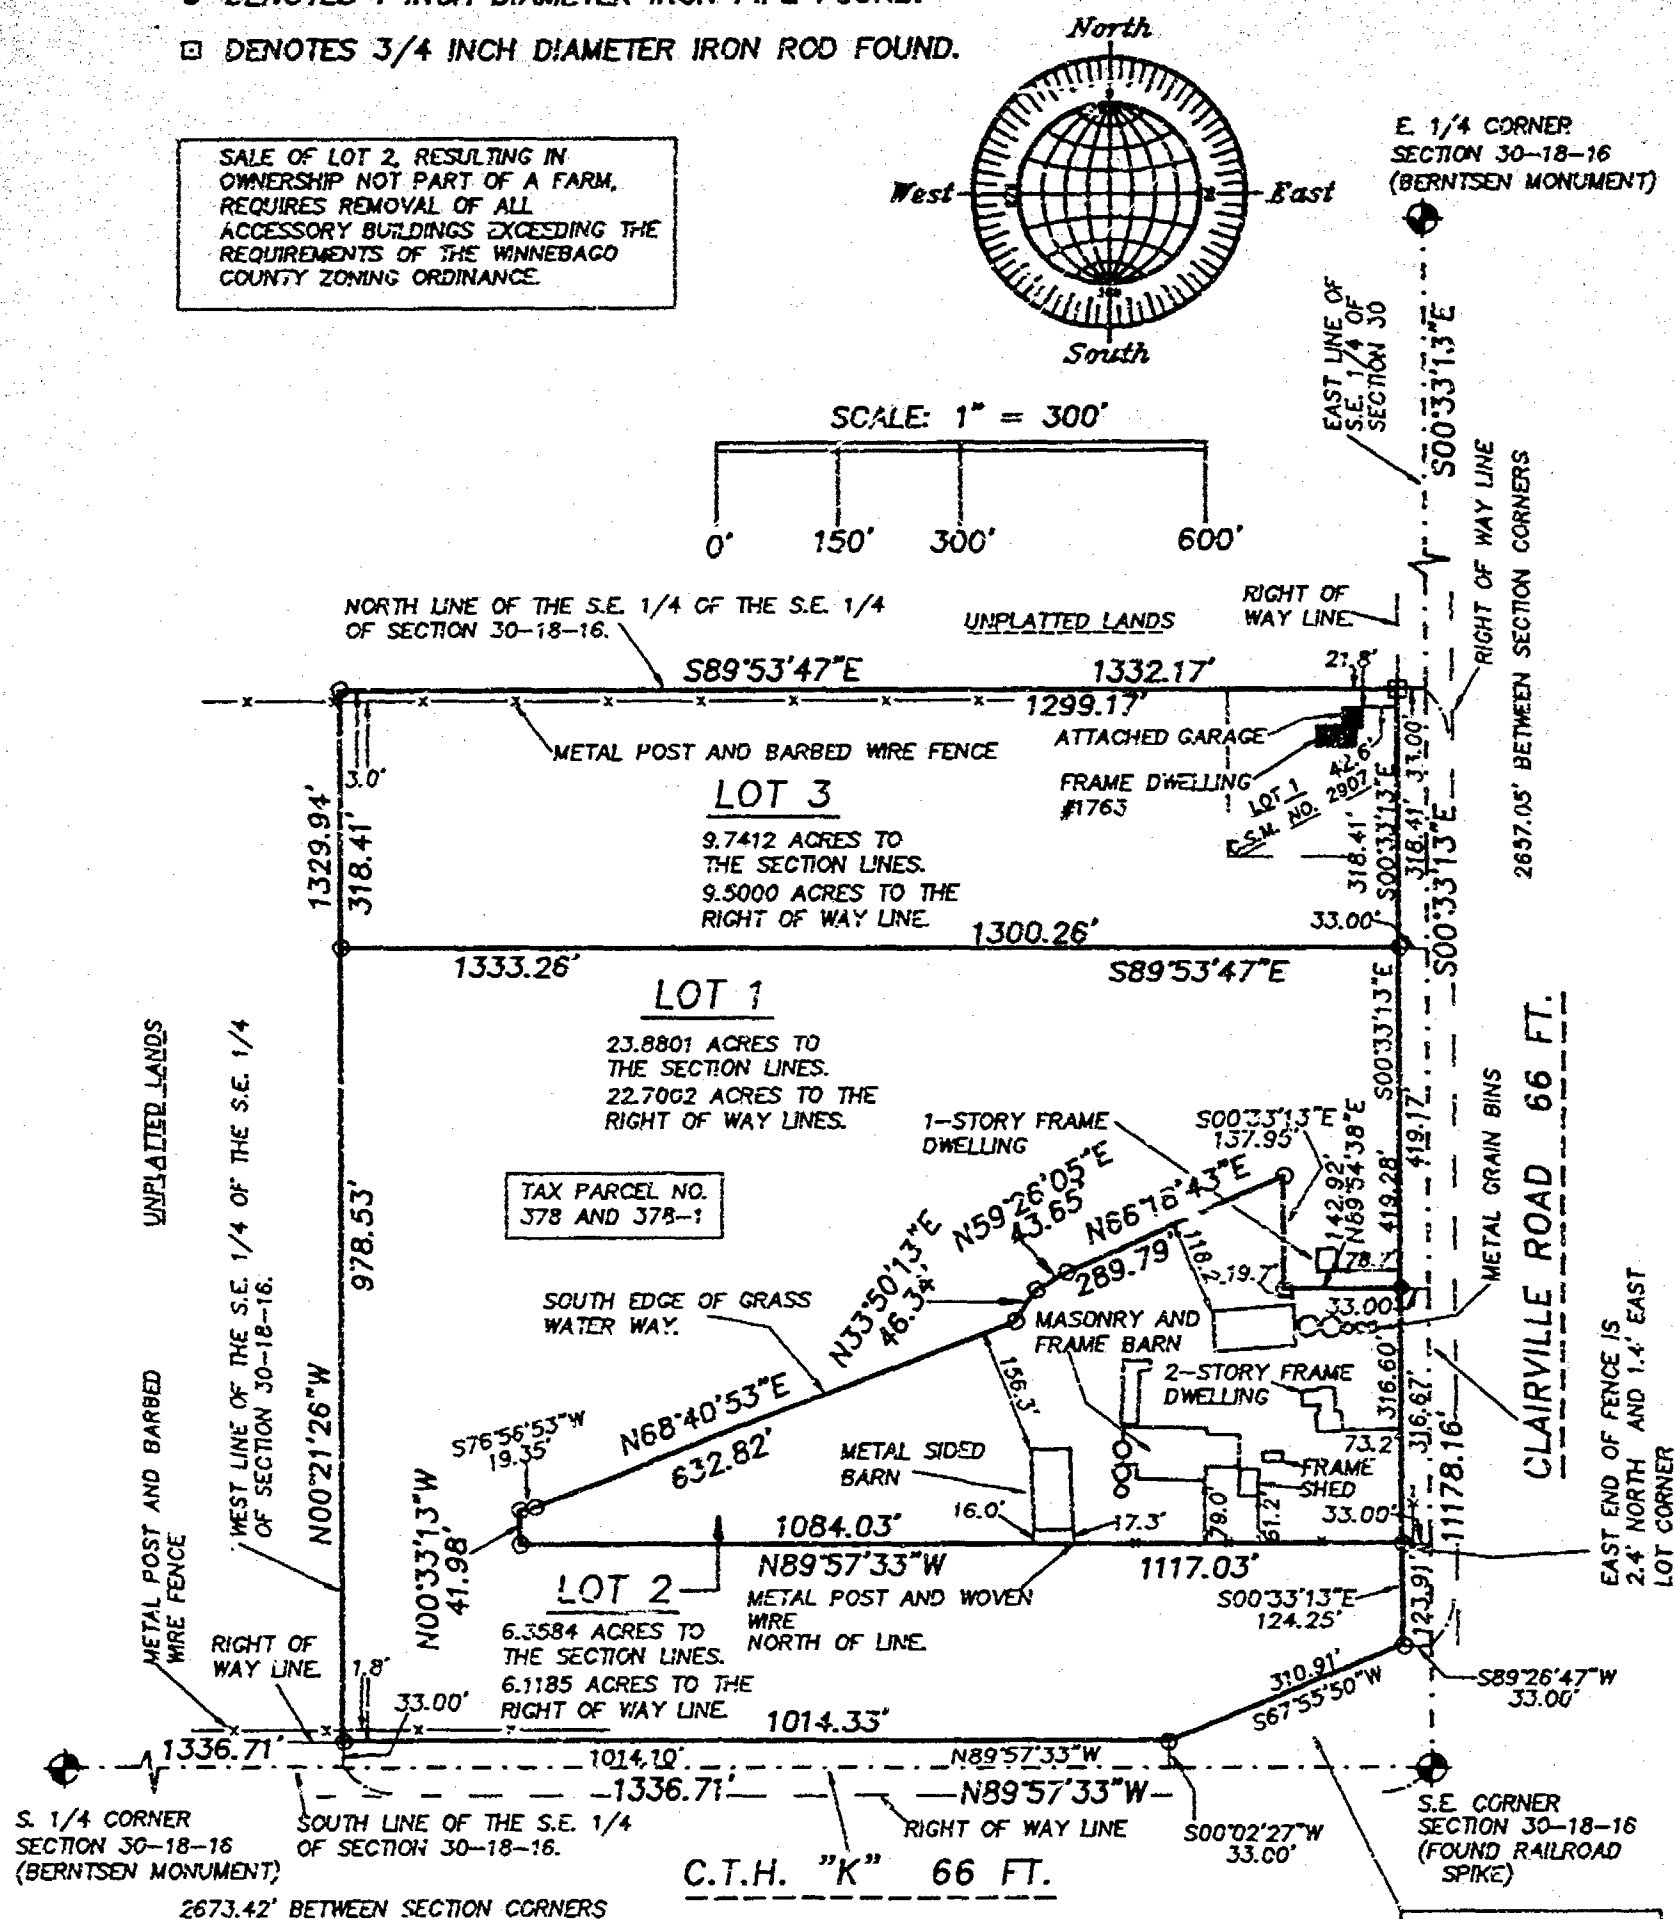 DENOTES 1 INCH DIAMETER IRON PIPE FOUND.
DENOTES 3/4 INCH DIAMETER IRON ROD FOUND.
SALE OF LOT 2, RESULTING IN
OWNERSHIP NOT PART OF A FARM,
REQUIRES REMOVAL OF ALL
ACCESSORY BUILDINGS EXCEEDING THE
REQUIREMENTS OF THE WINNEBAGO
COUNTY ZONING ORDINANCE.
North
West
East
South
E. 1/4 CORNER
SECTION 30-18-16
(BERNTSEN MONUMENT)
EAST LINE OF
S.E. 1/4 OF
SECTION 30
S00°33'13"E
RIGHT OF WAY LINE
2657.05' BETWEEN SECTION CORNERS
SCALE: 1" = 300'
0' 150' 300' 600'
NORTH LINE OF THE S.E. 1/4 OF THE S.E. 1/4
OF SECTION 30-18-16.
UNPLATTED LANDS
RIGHT OF
WAY LINE.
S89°53'47"E 1332.17'
21.8'
1299.17'
METAL POST AND BARBED WIRE FENCE
3.0'
ATTACHED GARAGE
FRAME DWELLING
#1763
42.6'
LOT 1
C.S.M. NO. 2907
33.00'
318.41'
S00°33'13"E
318.41'
S00°33'13"E
LOT 3
9.7412 ACRES TO
THE SECTION LINES.
9.5000 ACRES TO THE
RIGHT OF WAY LINE.
1329.94'
318.41'
1300.26'
33.00'
1333.26'
S89°53'47"E
LOT 1
23.8801 ACRES TO
THE SECTION LINES.
22.7002 ACRES TO THE
RIGHT OF WAY LINES.
TAX PARCEL NO.
378 AND 378-1
UNPLATTED LANDS
WEST LINE OF THE S.E. 1/4 OF THE S.E. 1/4
OF SECTION 30-18-16.
978.53'
N00°21'26"W
METAL POST AND BARBED
WIRE FENCE
1-STORY FRAME
DWELLING
S00°33'13"E
137.95'
142.92'
N89°54'38"E
S00°33'13"E
419.28'
419.17'
METAL GRAIN BINS
CLAIRVILLE ROAD 66 FT.
N59°26'05"E
43.65'
N66°18'43"E
289.79'
118.2'
19.7'
78.7'
33.00'
N33°50'13"E
46.34'
SOUTH EDGE OF GRASS
WATER WAY.
MASONRY AND
FRAME BARN
2-STORY FRAME
DWELLING
316.60'
316.67'
1178.16'
EAST END OF FENCE IS
2.4' NORTH AND 1.4' EAST
LOT CORNER
156.3'
N68°40'53"E
632.82'
S76°56'53"W
19.35'
METAL SIDED
BARN
73.2'
FRAME
SHED
16.0'
17.3'
79.0'
61.2'
33.00'
N00°33'13"W
41.98'
1084.03'
N89°57'33"W
1117.03'
LOT 2
6.3584 ACRES TO
THE SECTION LINES.
6.1185 ACRES TO THE
RIGHT OF WAY LINE.
METAL POST AND WOVEN
WIRE
NORTH OF LINE.
S00°33'13"E
124.25'
123.91'
310.91'
S67°55'50"W
S89°26'47"W
33.00'
RIGHT OF
WAY LINE.
1.8'
33.00'
1014.33'
1336.71'
1014.10'
N89°57'33"W
1336.71'
N89°57'33"W
S. 1/4 CORNER
SECTION 30-18-16
(BERNTSEN MONUMENT)
SOUTH LINE OF THE S.E. 1/4
OF SECTION 30-18-16.
RIGHT OF WAY LINE
S00°02'27"W
33.00'
S.E. CORNER
SECTION 30-18-16
(FOUND RAILROAD
SPIKE)
C.T.H. "K" 66 FT.
2673.42' BETWEEN SECTION CORNERS